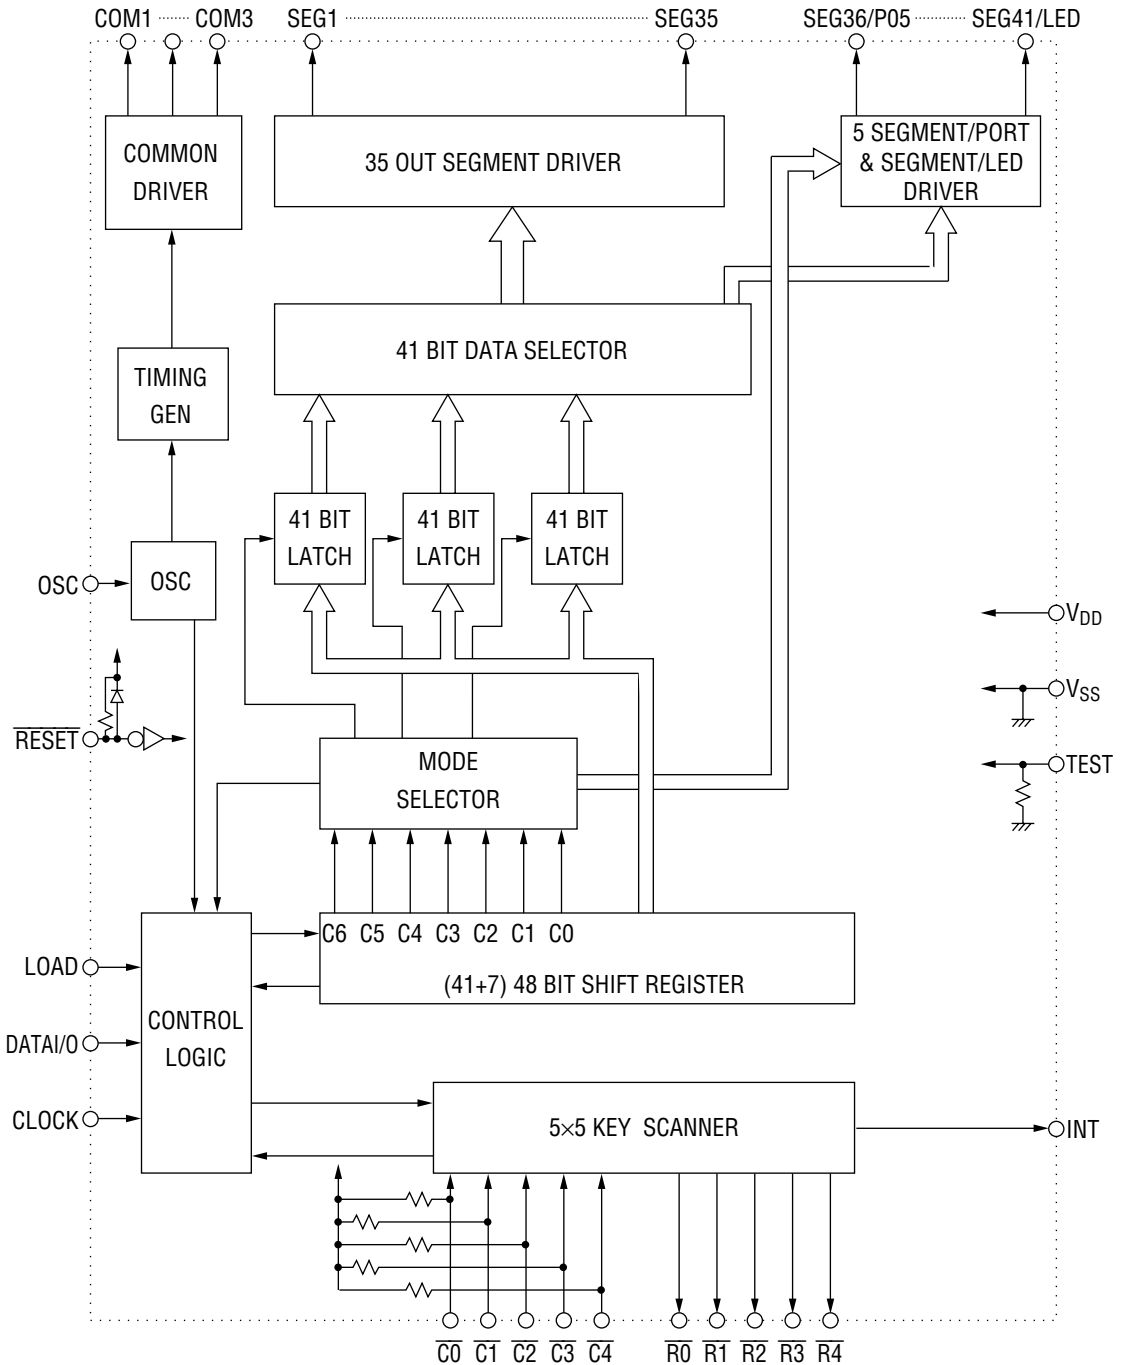 COM1 ······ COM3 SEG1 ······ SEG35 SEG36/P05 ······ SEG41/LED
COMMON
DRIVER
35 OUT SEGMENT DRIVER
5 SEGMENT/PORT
& SEGMENT/LED
DRIVER
41 BIT DATA SELECTOR
TIMING
GEN
41 BIT
LATCH
41 BIT
LATCH
41 BIT
LATCH
OSC
OSC
VDD
VSS
RESET
TEST
MODE
SELECTOR
C6 C5 C4 C3 C2 C1 C0
(41+7) 48 BIT SHIFT REGISTER
LOAD
DATAI/O
CLOCK
CONTROL
LOGIC
5×5 KEY SCANNER
INT
C0 C1 C2 C3 C4 R0 R1 R2 R3 R4